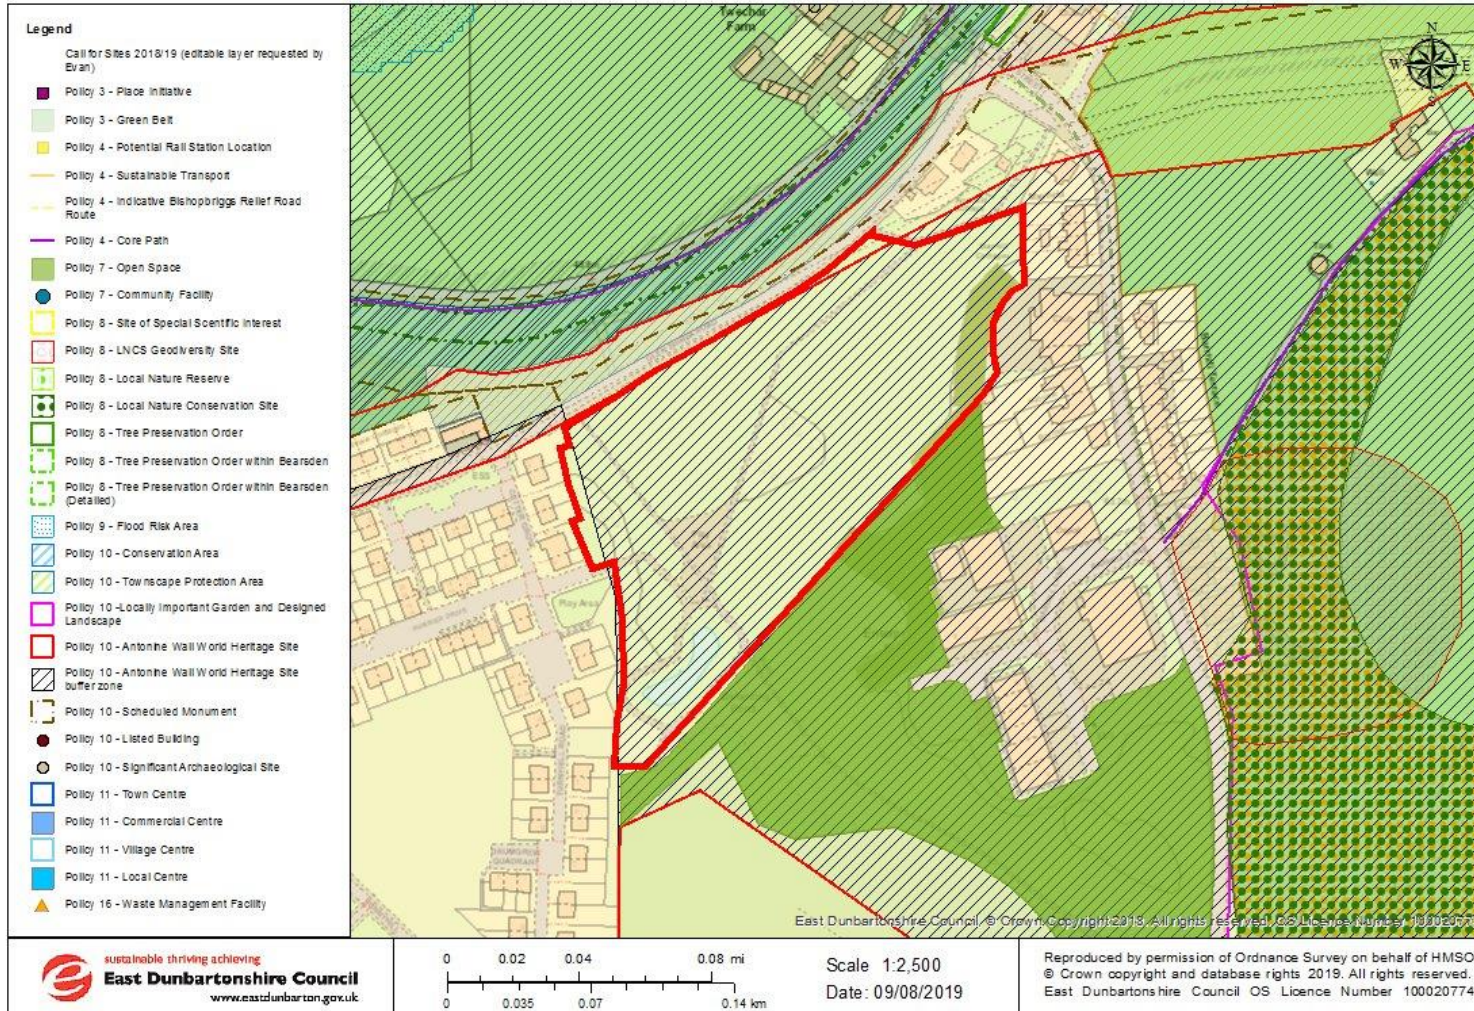 Legend
Call for Sites 2018/19 (editable layer requested by
Evan)
Policy 3 - Place Initiative
Policy 3 - Green Belt
Policy 4 - Potential Rail Station Location
Policy 4 - Sustainable Transport
Policy 4 - Indicative Bishopbriggs Relief Road
Route
Policy 4 - Core Path
Policy 7 - Open Space
Policy 7 - Community Facility
Policy 8 - Site of Special Scentific Interest
Policy 8 - LNCS Geodiversity Site
Policy 8 - Local Nature Reserve
Policy 8 - Local Nature Conservation Site
Policy 8 - Tree Preservation Order
Policy 8 - Tree Preservation Order within Bearsden
Policy 8 - Tree Preservation Order within Bearsden
(Detailed)
Policy 9 - Flood Risk Area
Policy 10 - Conservation Area
Policy 10 - Townscape Protection Area
Policy 10 -Locally Important Garden and Designed
Landscape
Policy 10 - Antonine Wall World Heritage Site
Policy 10 - Antonine Wall World Heritage Site
buffer zone
Policy 10 - Scheduled Monument
Policy 10 - Listed Building
Policy 10 - Significant Archaeological Site
Policy 11 - Town Centre
Policy 11 - Commercial Centre
Policy 11 - Village Centre
Policy 11 - Local Centre
Policy 16 - Waste Management Facility
Twechar
Farm
N
W E
S
Play Area
QUADRANT
East Dunbartonshire Council, © Crown Copyright 2018. All rights reserved. OS Licence Number 10002077
sustainable thriving achieving
East Dunbartonshire Council
www.eastdunbarton.gov.uk
0 0.02 0.04 0.08 mi
0 0.035 0.07 0.14 km
Scale 1:2,500
Date: 09/08/2019
Reproduced by permission of Ordnance Survey on behalf of HMSO.
© Crown copyright and database rights 2019. All rights reserved.
East Dunbartonshire Council OS Licence Number 100020774